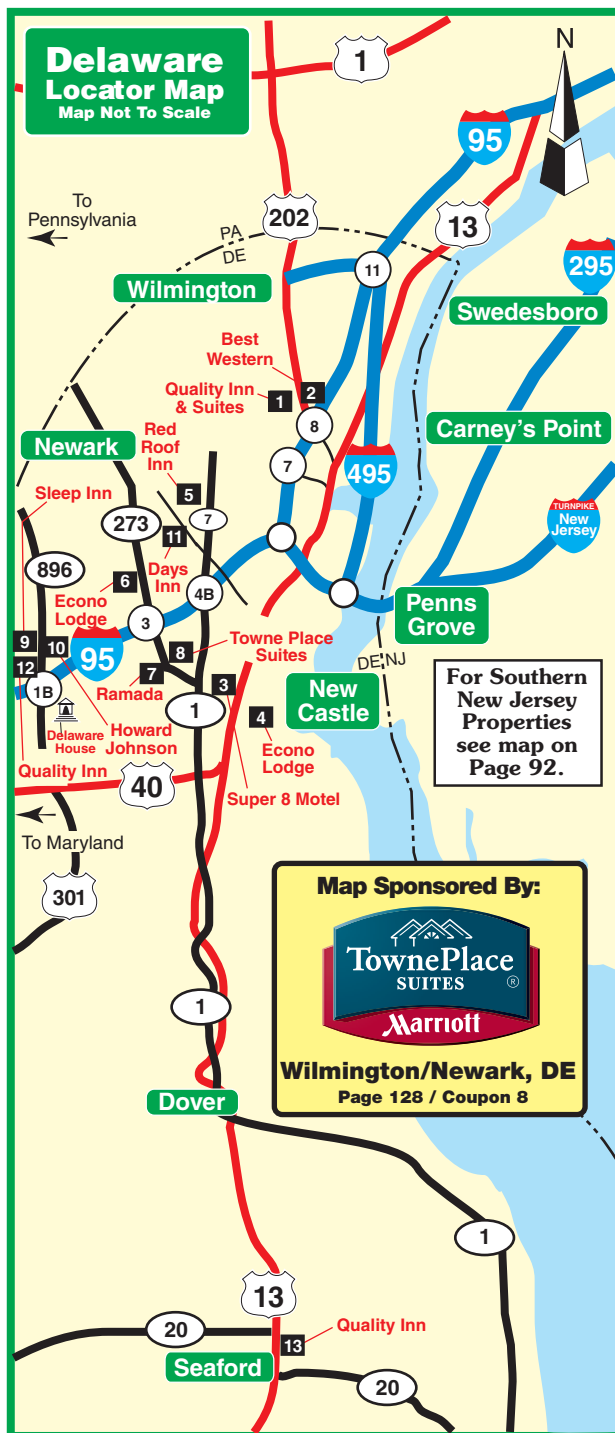 Delaware
Locator Map
Map Not To Scale
1
N
95
To
Pennsylvania
202
13
PA
DE
11
295
Wilmington
Swedesboro
Best
Western
2
Quality Inn
& Suites
1
8
Carney's Point
Newark
Red
Roof
Inn
7
495
Sleep Inn
5
TURNPIKE
New
Jersey
273
7
11
Days
Inn
896
6
Econo
Lodge
4B
3
Penns
Grove
9
10
95
8
Towne Place
Suites
DE
NJ
12
7
Ramada
3
New
Castle
For Southern
New Jersey
Properties
see map on
Page 92.
1B
1
4
Delaware
House
Howard
Johnson
Econo
Lodge
Quality Inn
40
Super 8 Motel
To Maryland
301
Map Sponsored By:
TownePlace
SUITES
®
Marriott
1
Wilmington/Newark, DE
Page 128 / Coupon 8
Dover
1
13
20
Quality Inn
13
Seaford
20